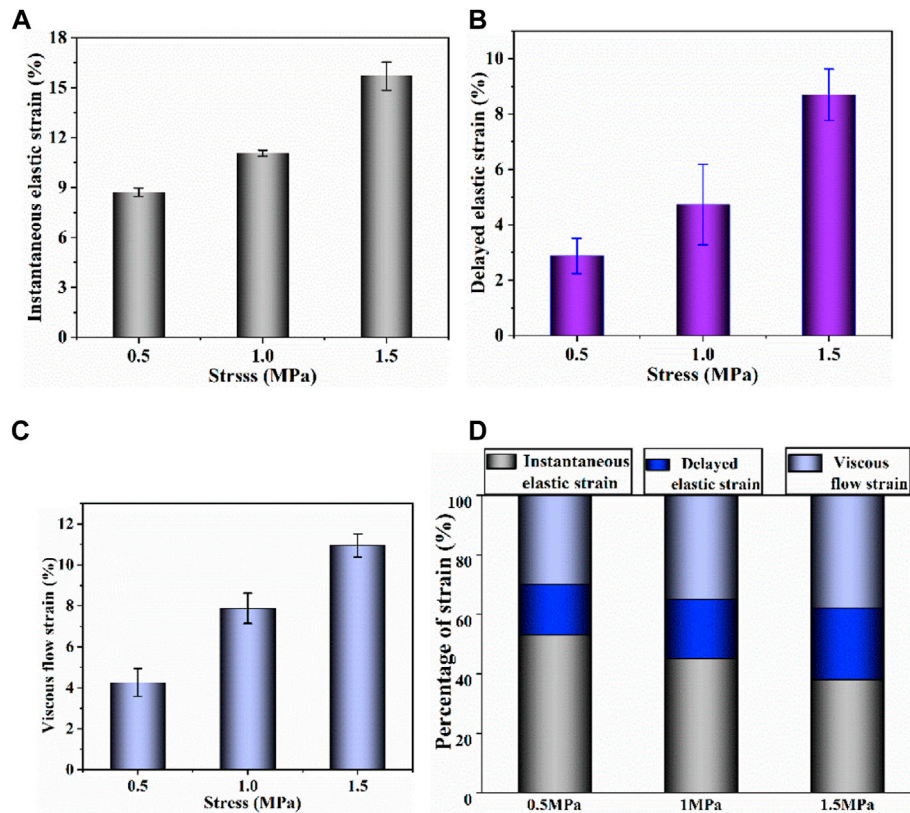 A
Instantaneous elastic strain (%)
18
15
12
9
6
3
0
0.5 1.0 1.5
Strsss (MPa)
B
Delayed elastic strain (%)
10
8
6
4
2
0
0.5 1.0 1.5
Stress (MPa)
C
Viscous flow strain (%)
12
10
8
6
4
2
0
0.5 1.0 1.5
Stress (MPa)
D
Instantaneous
elastic strain
Delayed
elastic strain
Viscous
flow strain
Percentage of strain (%)
100
80
60
40
20
0
0.5MPa 1MPa 1.5MPa